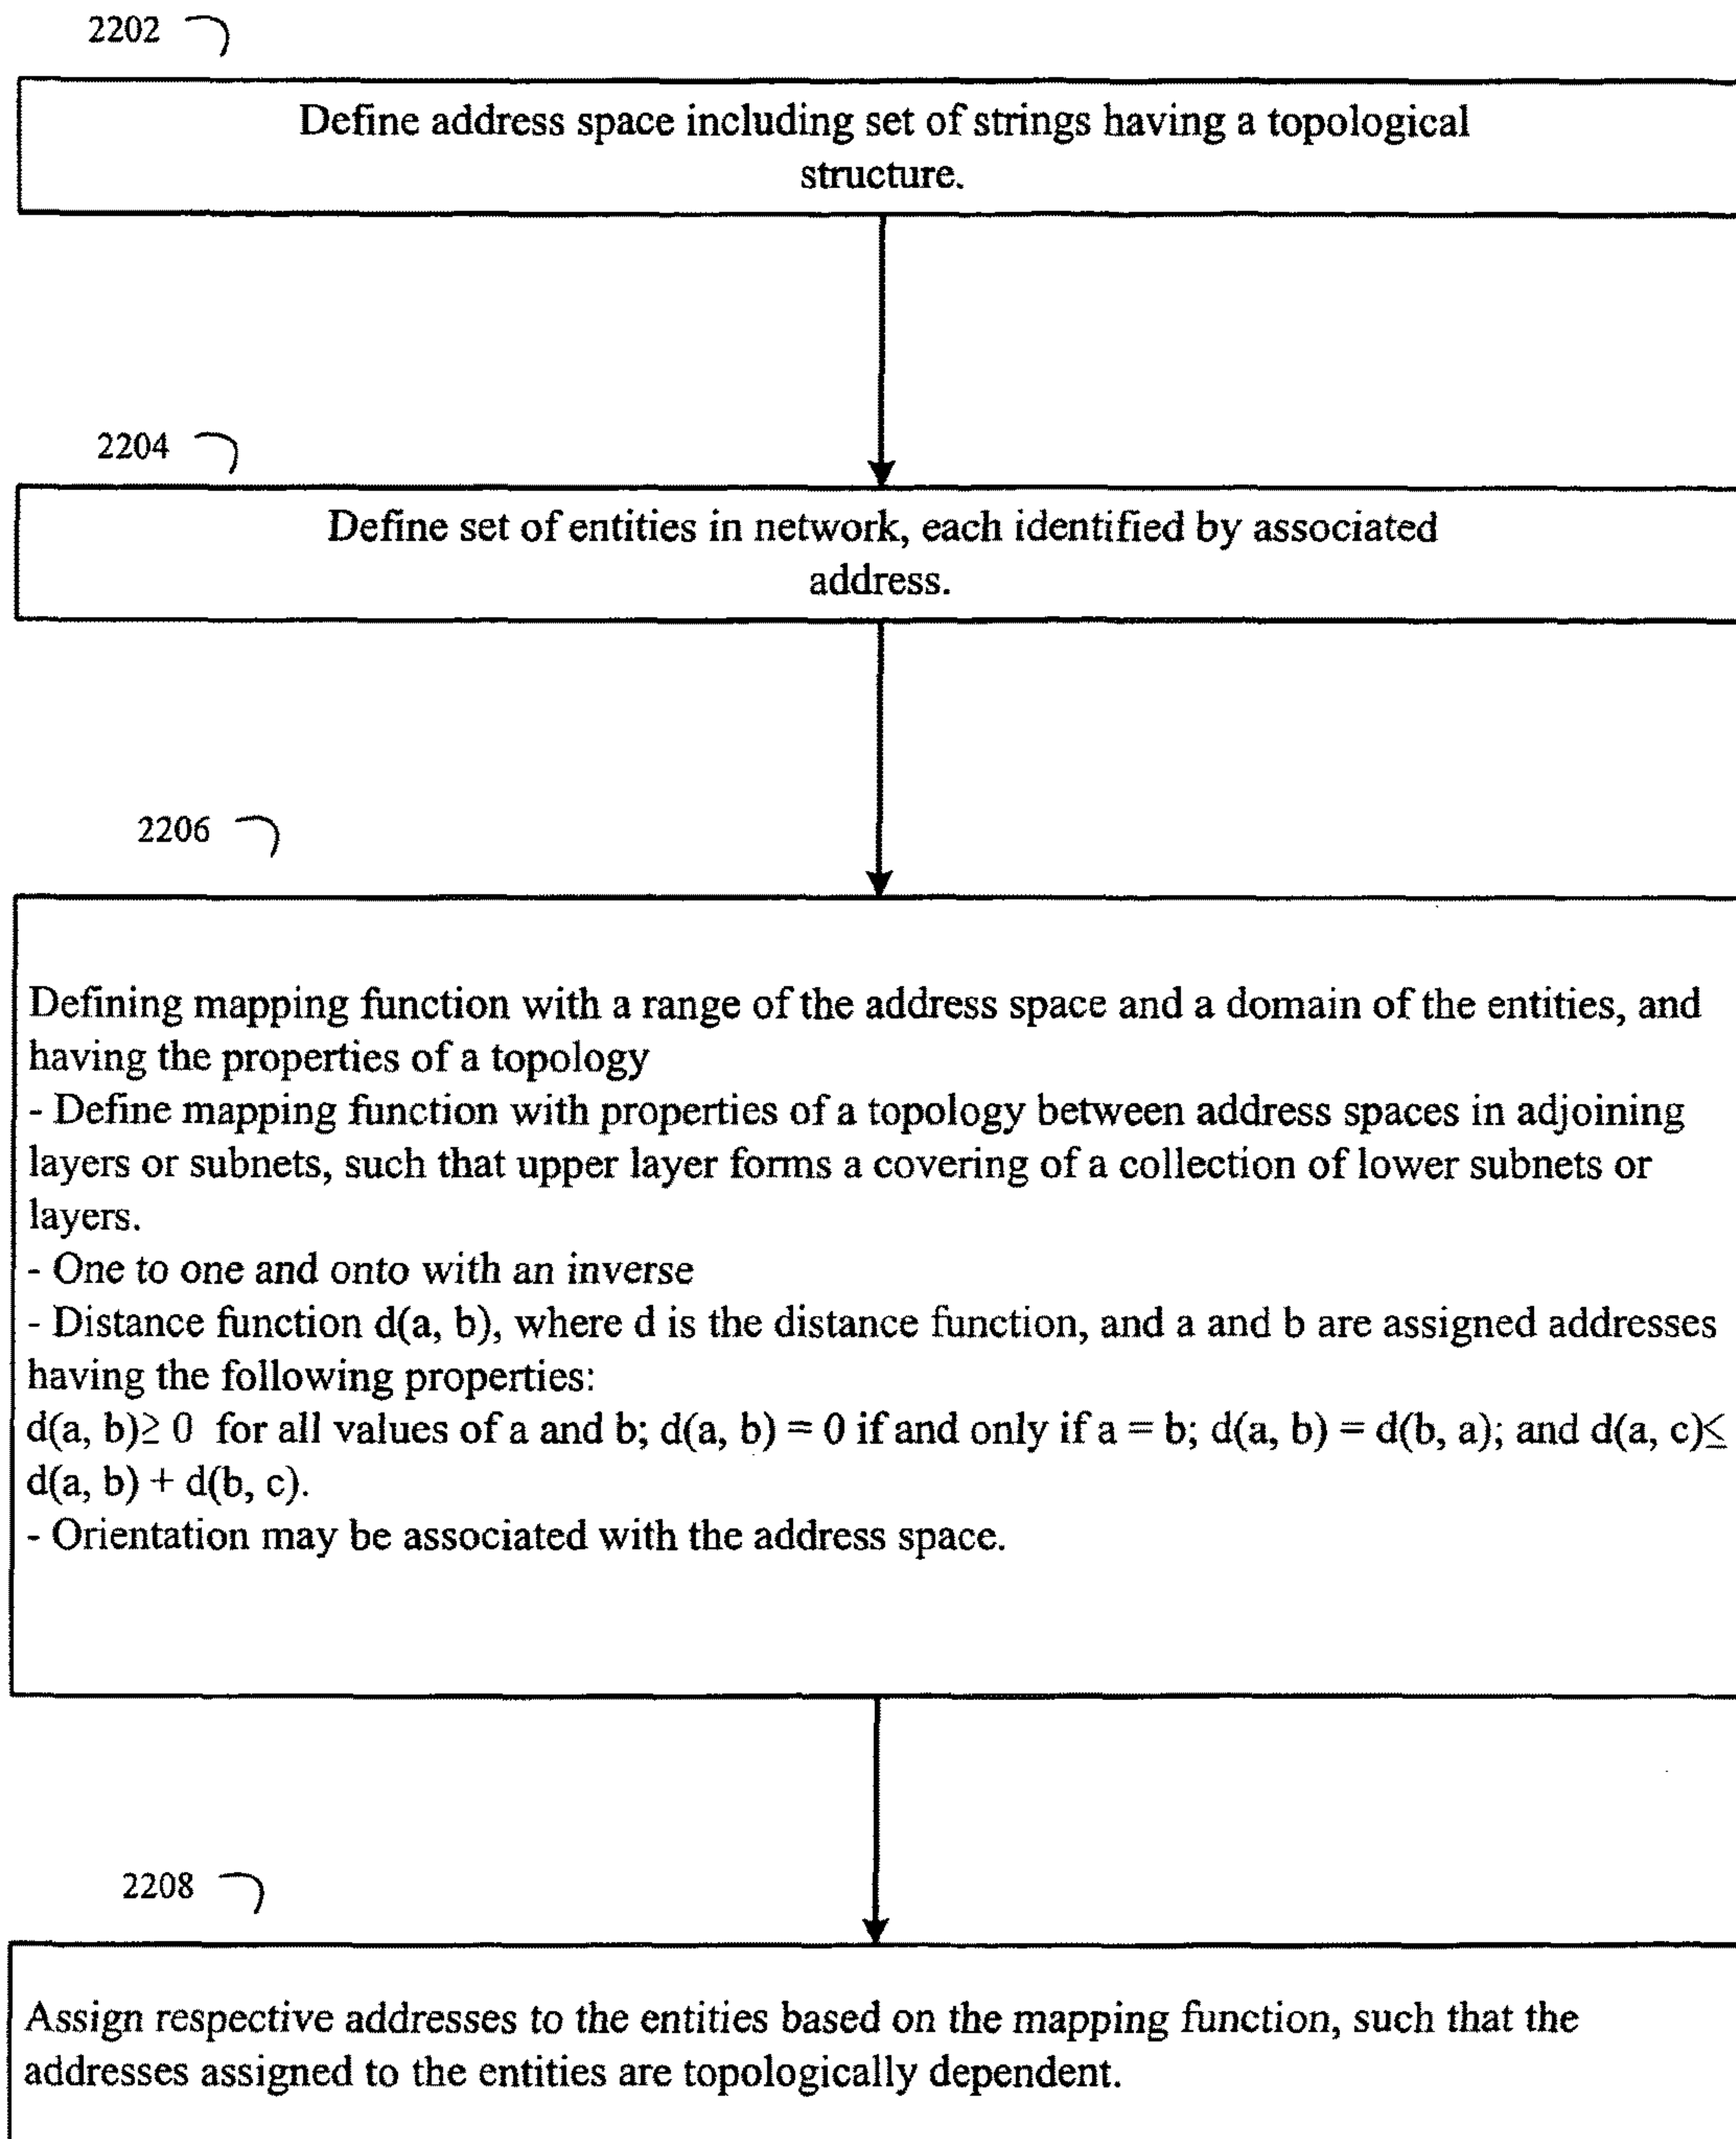 2202
Define address space including set of strings having a topological
structure.
2204
Define set of entities in network, each identified by associated
address.
2206
Defining mapping function with a range of the address space and a domain of the entities, and
having the properties of a topology
- Define mapping function with properties of a topology between address spaces in adjoining
layers or subnets, such that upper layer forms a covering of a collection of lower subnets or
layers.
- One to one and onto with an inverse
- Distance function d(a, b), where d is the distance function, and a and b are assigned addresses
having the following properties:
d(a, b)≥ 0 for all values of a and b; d(a, b) = 0 if and only if a = b; d(a, b) = d(b, a); and d(a, c)≤
d(a, b) + d(b, c).
- Orientation may be associated with the address space.
2208
Assign respective addresses to the entities based on the mapping function, such that the
addresses assigned to the entities are topologically dependent.